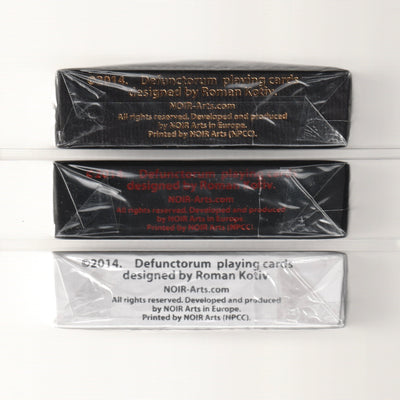 ©2014. Defunctorum playing cards
designed by Roman Kotiv.
NOIR-Arts.com
All rights reserved. Developed and produced
by NOIR Arts in Europe.
Printed by NOIR Arts (NPCC).
©2014. Defunctorum playing cards
designed by Roman Kotiv.
NOIR-Arts.com
All rights reserved. Developed and produced
by NOIR Arts in Europe.
Printed by NOIR Arts (NPCC).
©2014. Defunctorum playing cards
designed by Roman Kotiv
NOIR-Arts.com
All rights reserved. Developed and produced
by NOIR Arts in Europe.
Printed by NOIR Arts (NPCC).